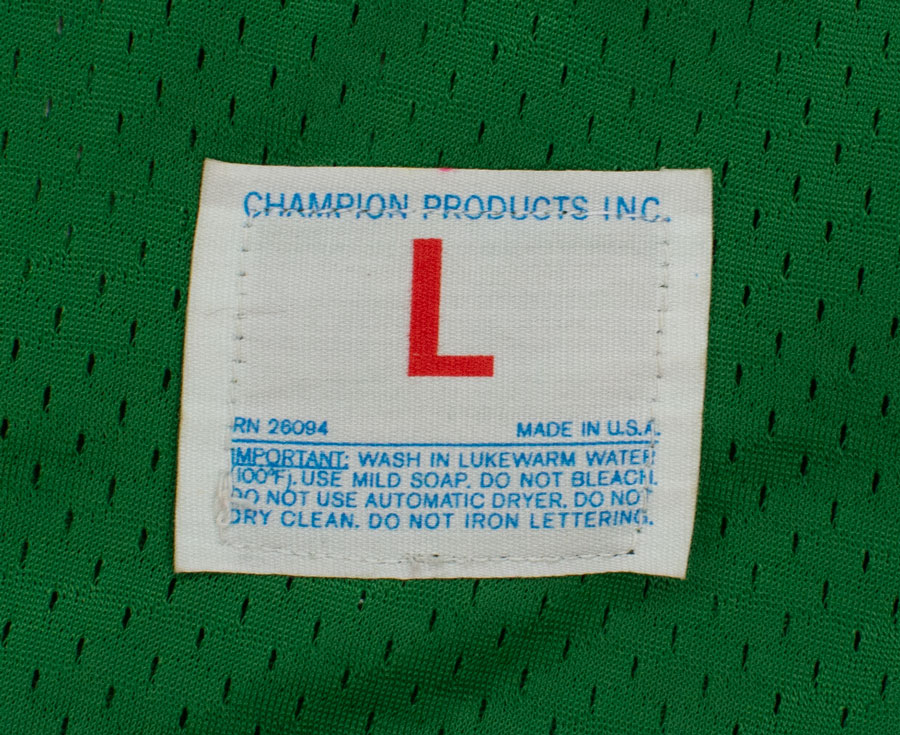 CHAMPION PRODUCTS INC.
L
RN 26094 MADE IN U.S.A.
IMPORTANT: WASH IN LUKEWARM WATER
(100°F). USE MILD SOAP. DO NOT BLEACH.
DO NOT USE AUTOMATIC DRYER. DO NOT
DRY CLEAN. DO NOT IRON LETTERING.